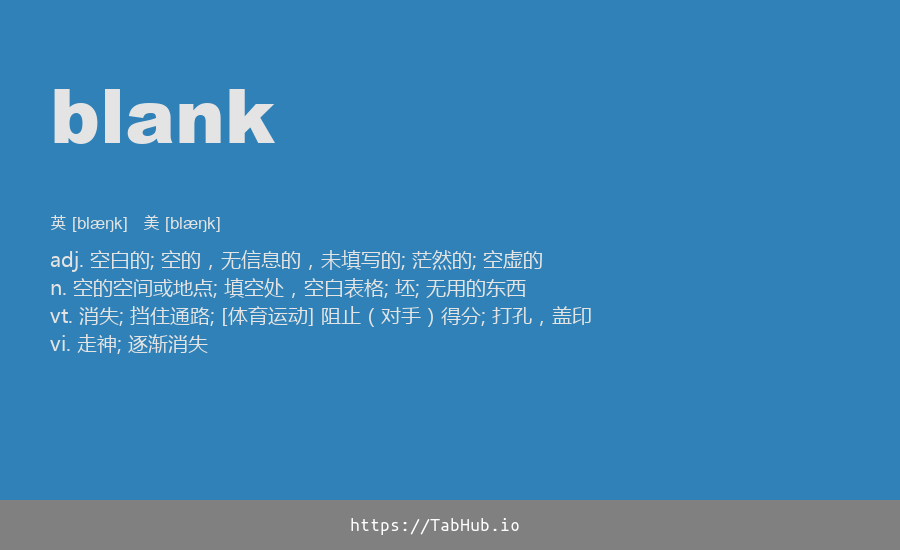 blank
英 [blæŋk] 美 [blæŋk]
adj. 空白的; 空的，无信息的，未填写的; 茫然的; 空虚的
n. 空的空间或地点; 填空处，空白表格; 坯; 无用的东西
vt. 消失; 挡住通路; [体育运动] 阻止（对手）得分; 打孔，盖印
vi. 走神; 逐渐消失
https://TabHub.io